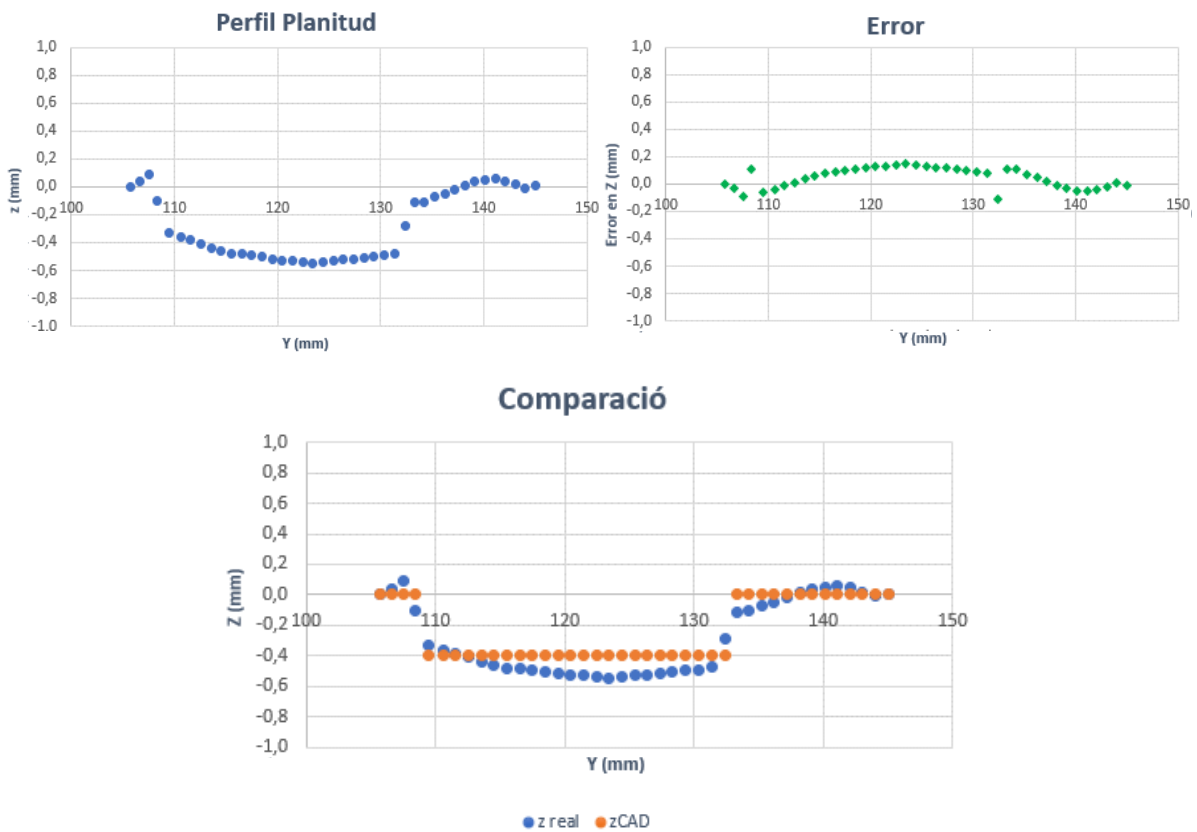 Perfil Planitud
1,0
0,8
0,6
0,4
0,2
0,0
-0,2
-0,4
-0,6
-0,8
-1.0
100 110 120 130 140 150
z (mm)
Y (mm)
Error
1,0
0,8
0,6
0,4
0,2
0,0
-0,2
-0,4
-0,6
-0,8
-1,0
100 110 120 130 140 150
Error en Z (mm)
Y (mm)
Comparació
1,0
0,8
0,6
0,4
0,2
0,0
-0,2
-0,4
-0,6
-0,8
-1,0
100 110 120 130 140 150
Z (mm)
Y (mm)
z real zCAD